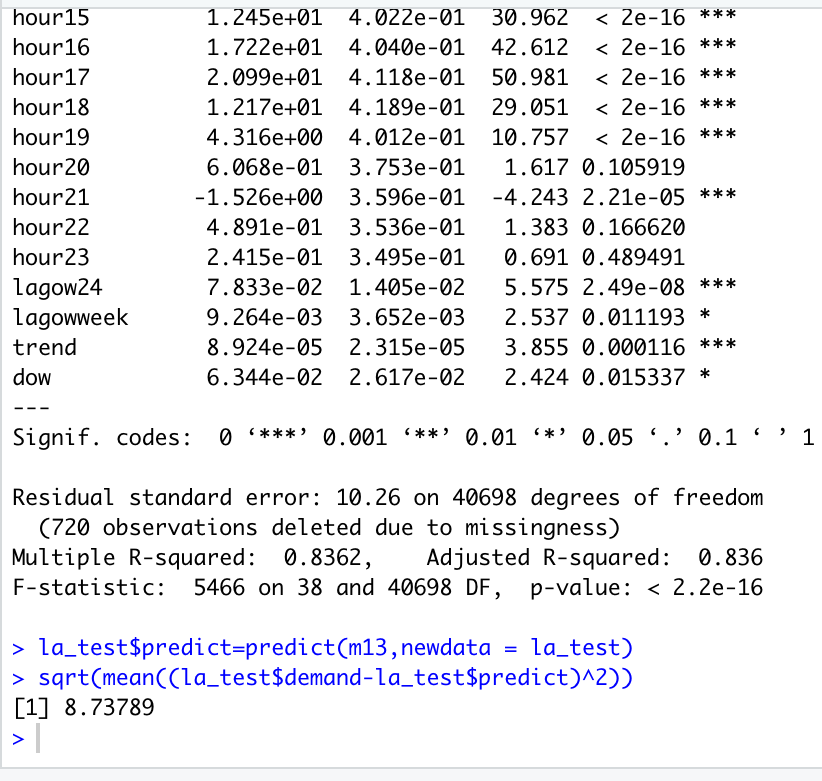 hour15 1.245e+01 4.022e-01 30.962 < 2e-16 ***
hour16 1.722e+01 4.040e-01 42.612 < 2e-16 ***
hour17 2.099e+01 4.118e-01 50.981 < 2e-16 ***
hour18 1.217e+01 4.189e-01 29.051 < 2e-16 ***
hour19 4.316e+00 4.012e-01 10.757 < 2e-16 ***
hour20 6.068e-01 3.753e-01 1.617 0.105919
hour21 -1.526e+00 3.596e-01 -4.243 2.21e-05 ***
hour22 4.891e-01 3.536e-01 1.383 0.166620
hour23 2.415e-01 3.495e-01 0.691 0.489491
lagow24 7.833e-02 1.405e-02 5.575 2.49e-08 ***
lagowweek 9.264e-03 3.652e-03 2.537 0.011193 *
trend 8.924e-05 2.315e-05 3.855 0.000116 ***
dow 6.344e-02 2.617e-02 2.424 0.015337 *
---
Signif. codes:  0 ‘***’ 0.001 ‘**’ 0.01 ‘*’ 0.05 ‘.’ 0.1 ‘ ’ 1
Residual standard error: 10.26 on 40698 degrees of freedom
(720 observations deleted due to missingness)
Multiple R-squared:  0.8362,	Adjusted R-squared:  0.836
F-statistic:  5466 on 38 and 40698 DF,  p-value: < 2.2e-16
> la_test$predict=predict(m13,newdata = la_test)
> sqrt(mean((la_test$demand-la_test$predict)^2))
[1] 8.73789
>